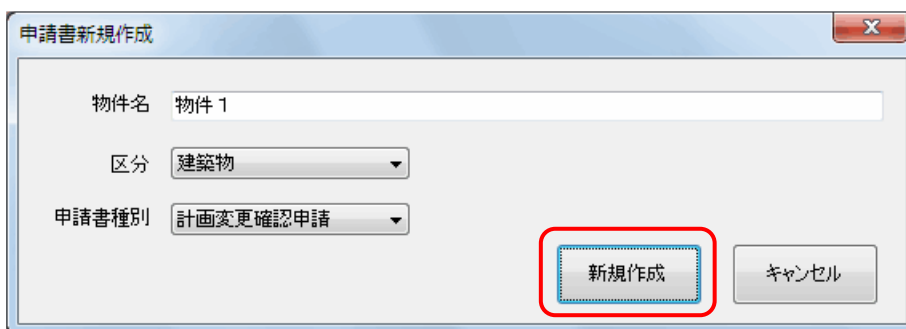 申請書新規作成
物件名 物件１
区分 建築物
申請書種別 計画変更確認申請
新規作成 キャンセル